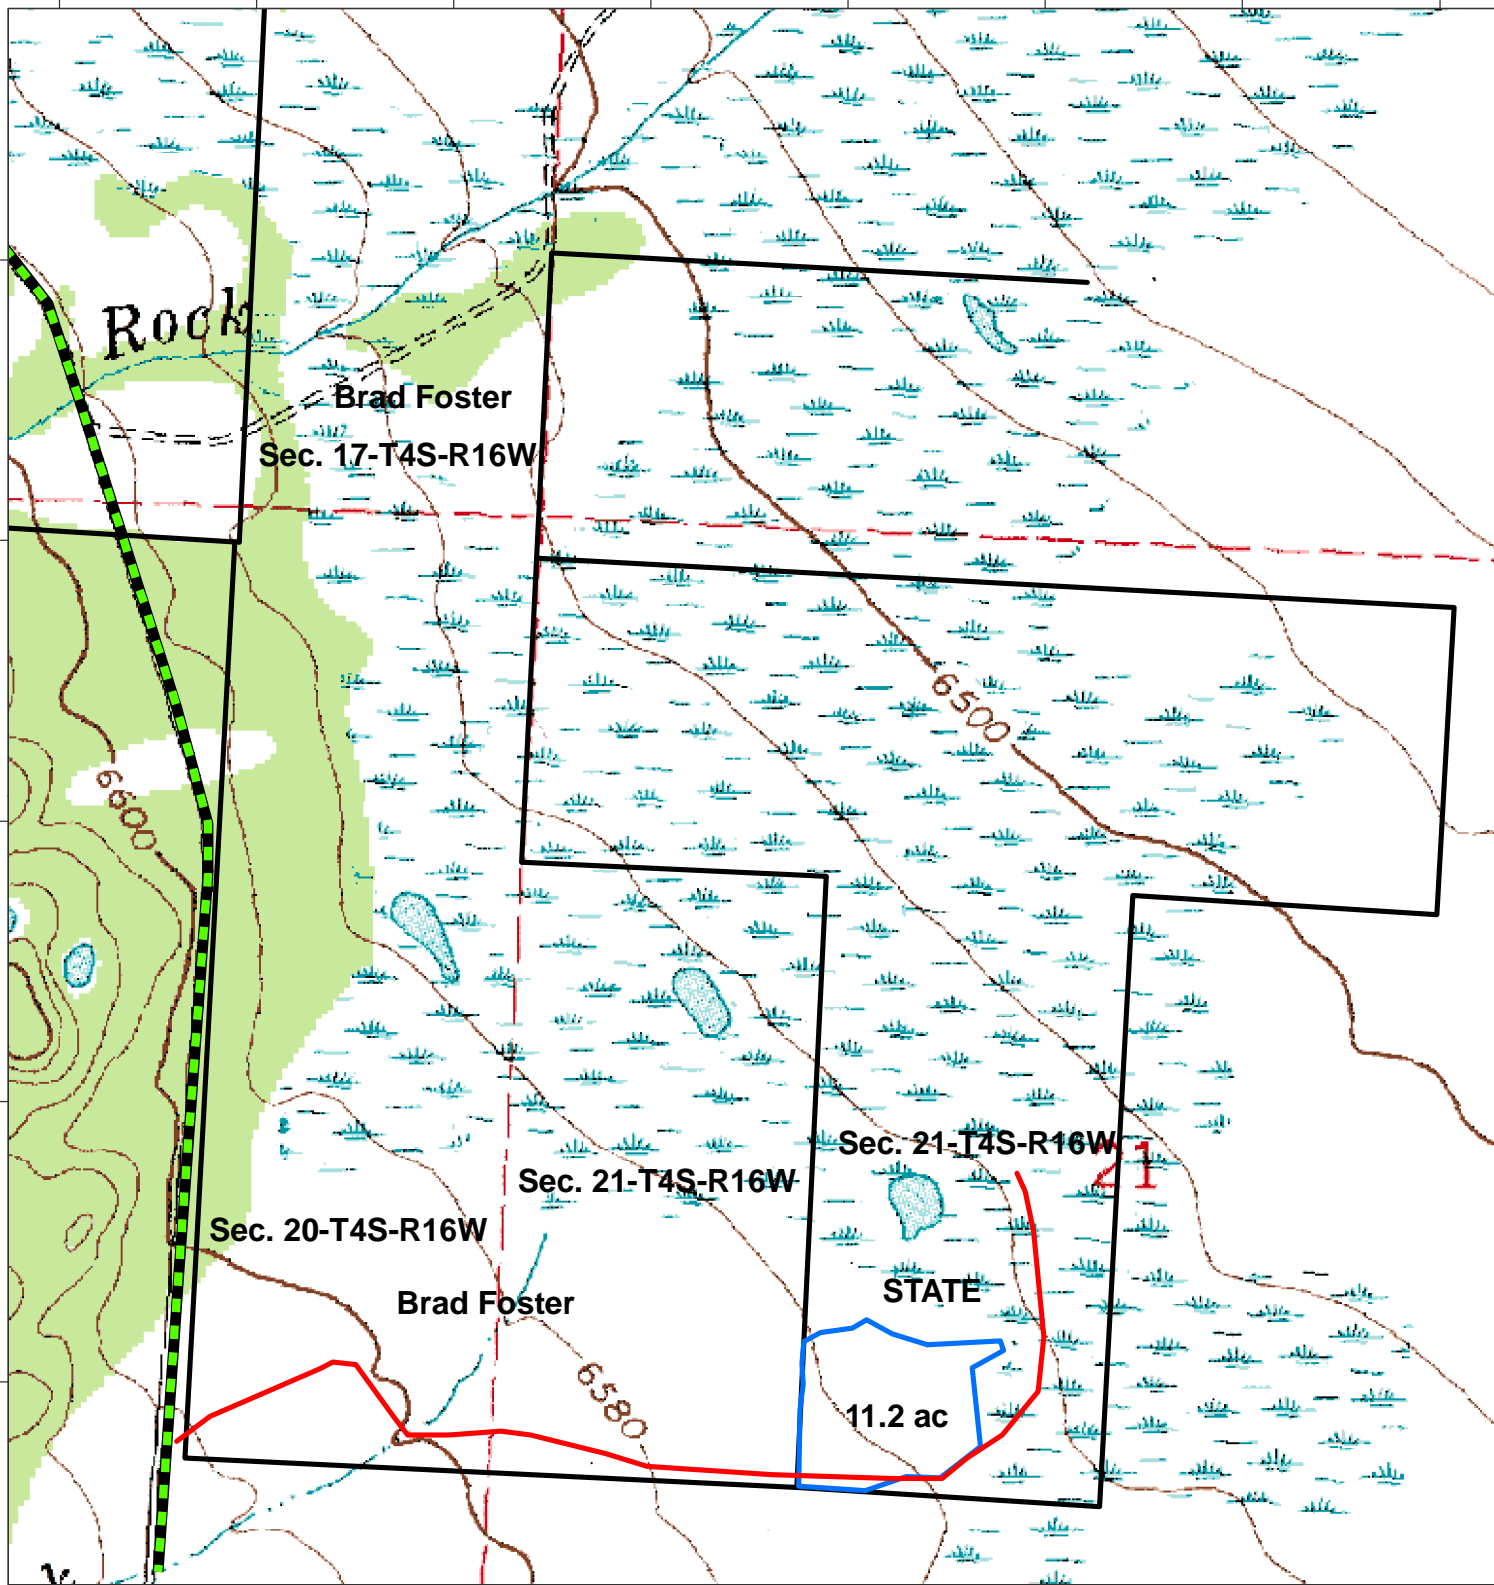 Rock
Brad Foster
Sec. 17-T4S-R16W
6500
6600
Sec. 21-T4S-R16W
21
Sec. 21-T4S-R16W
Sec. 20-T4S-R16W
STATE
Brad Foster
6580
11.2 ac